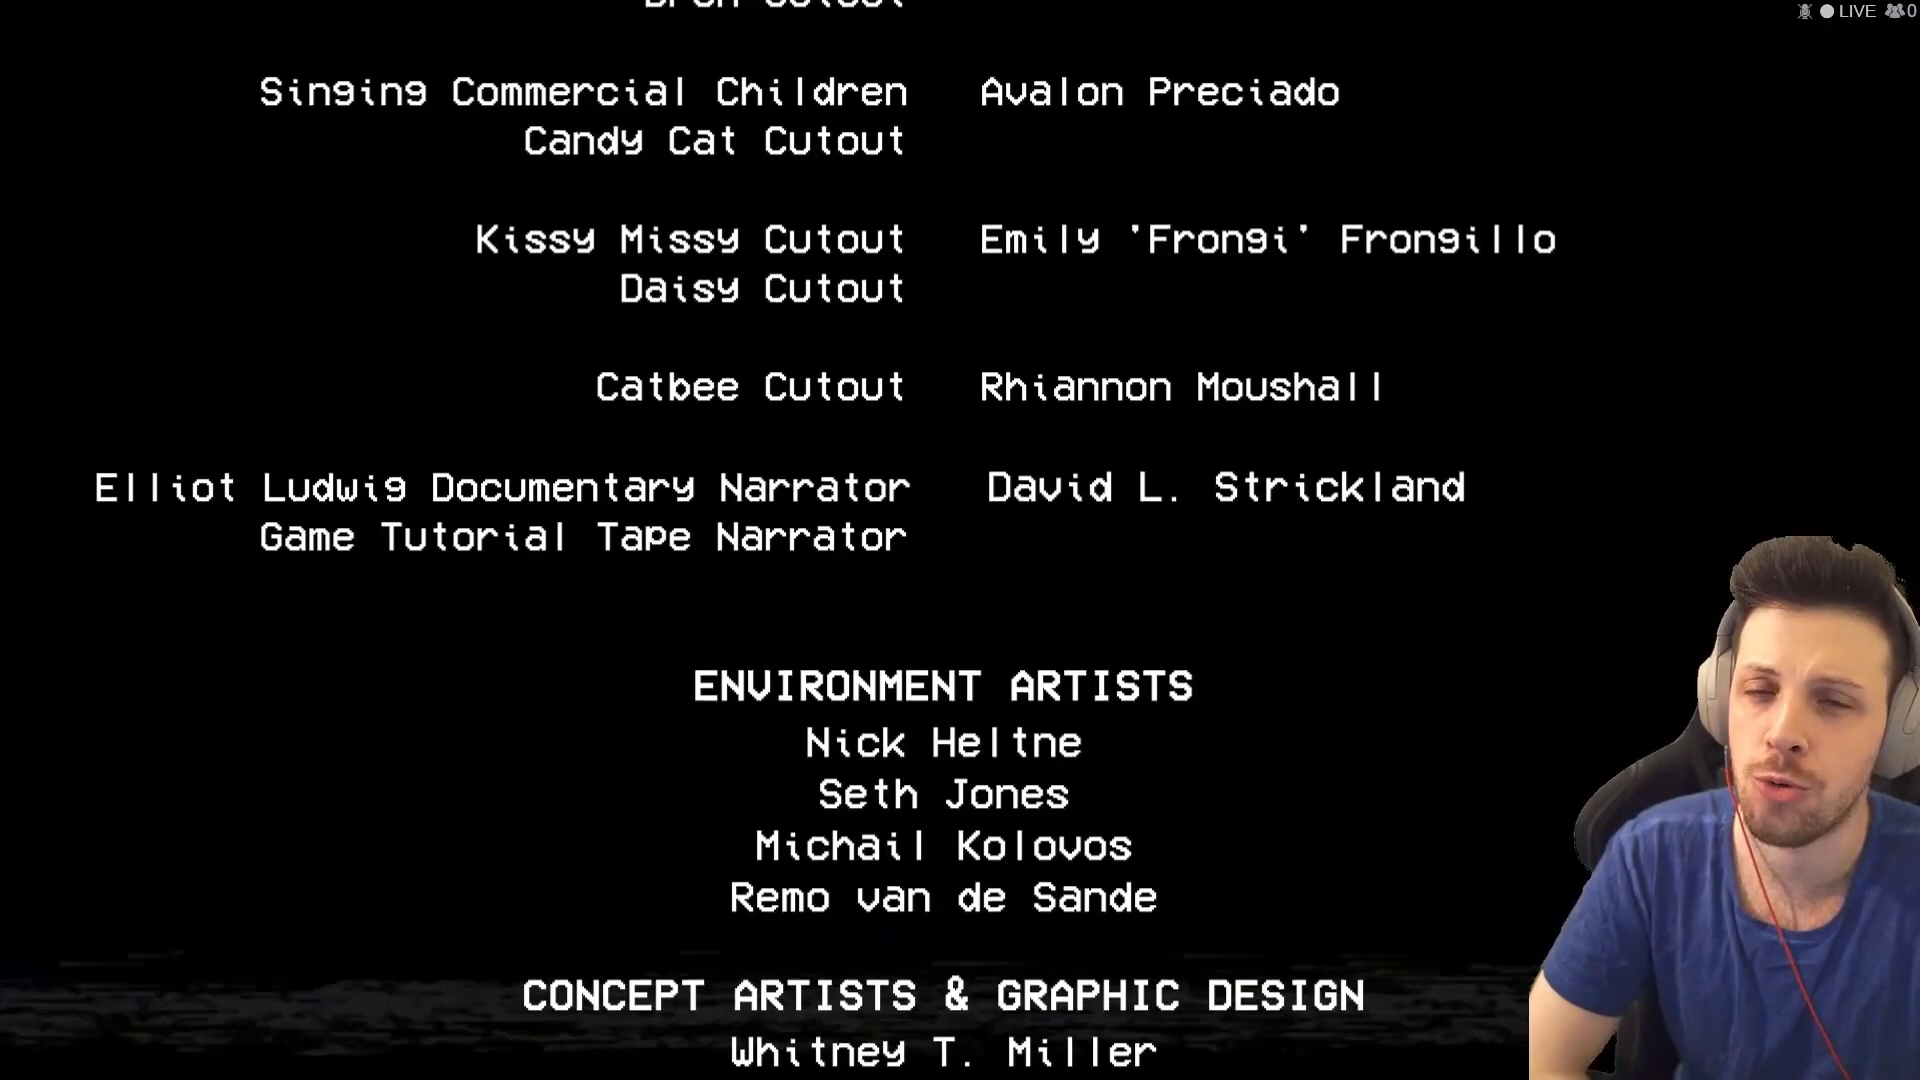 LIVE 0
Singing Commercial Children Avalon Preciado
Candy Cat Cutout
Kissy Missy Cutout Emily 'Frongi' Frongillo
Daisy Cutout
Catbee Cutout Rhiannon Moushall
Elliot Ludwig Documentary Narrator David L. Strickland
Game Tutorial Tape Narrator
ENVIRONMENT ARTISTS
Nick Heltne
Seth Jones
Michail Kolovos
Remo van de Sande
CONCEPT ARTISTS & GRAPHIC DESIGN
Whitney T. Miller